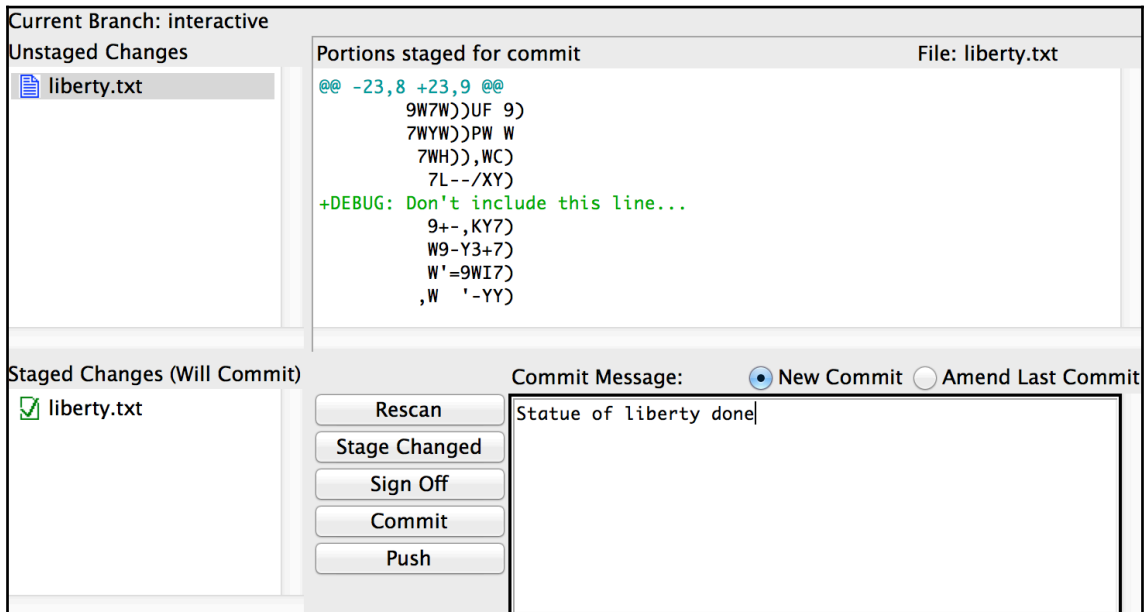 Current Branch: interactive
Unstaged Changes
liberty.txt
Portions staged for commit File: liberty.txt
@@ -23,8 +23,9 @@
9W7W))UF 9)
7WYW))PW W
7WH)),WC)
7L--/XY)
+DEBUG: Don't include this line...
9+-,KY7)
W9-Y3+7)
W'=9WI7)
,W  '-YY)
Staged Changes (Will Commit)
liberty.txt
Commit Message: New Commit Amend Last Commit
Rescan
Stage Changed
Sign Off
Commit
Push
Statue of liberty done